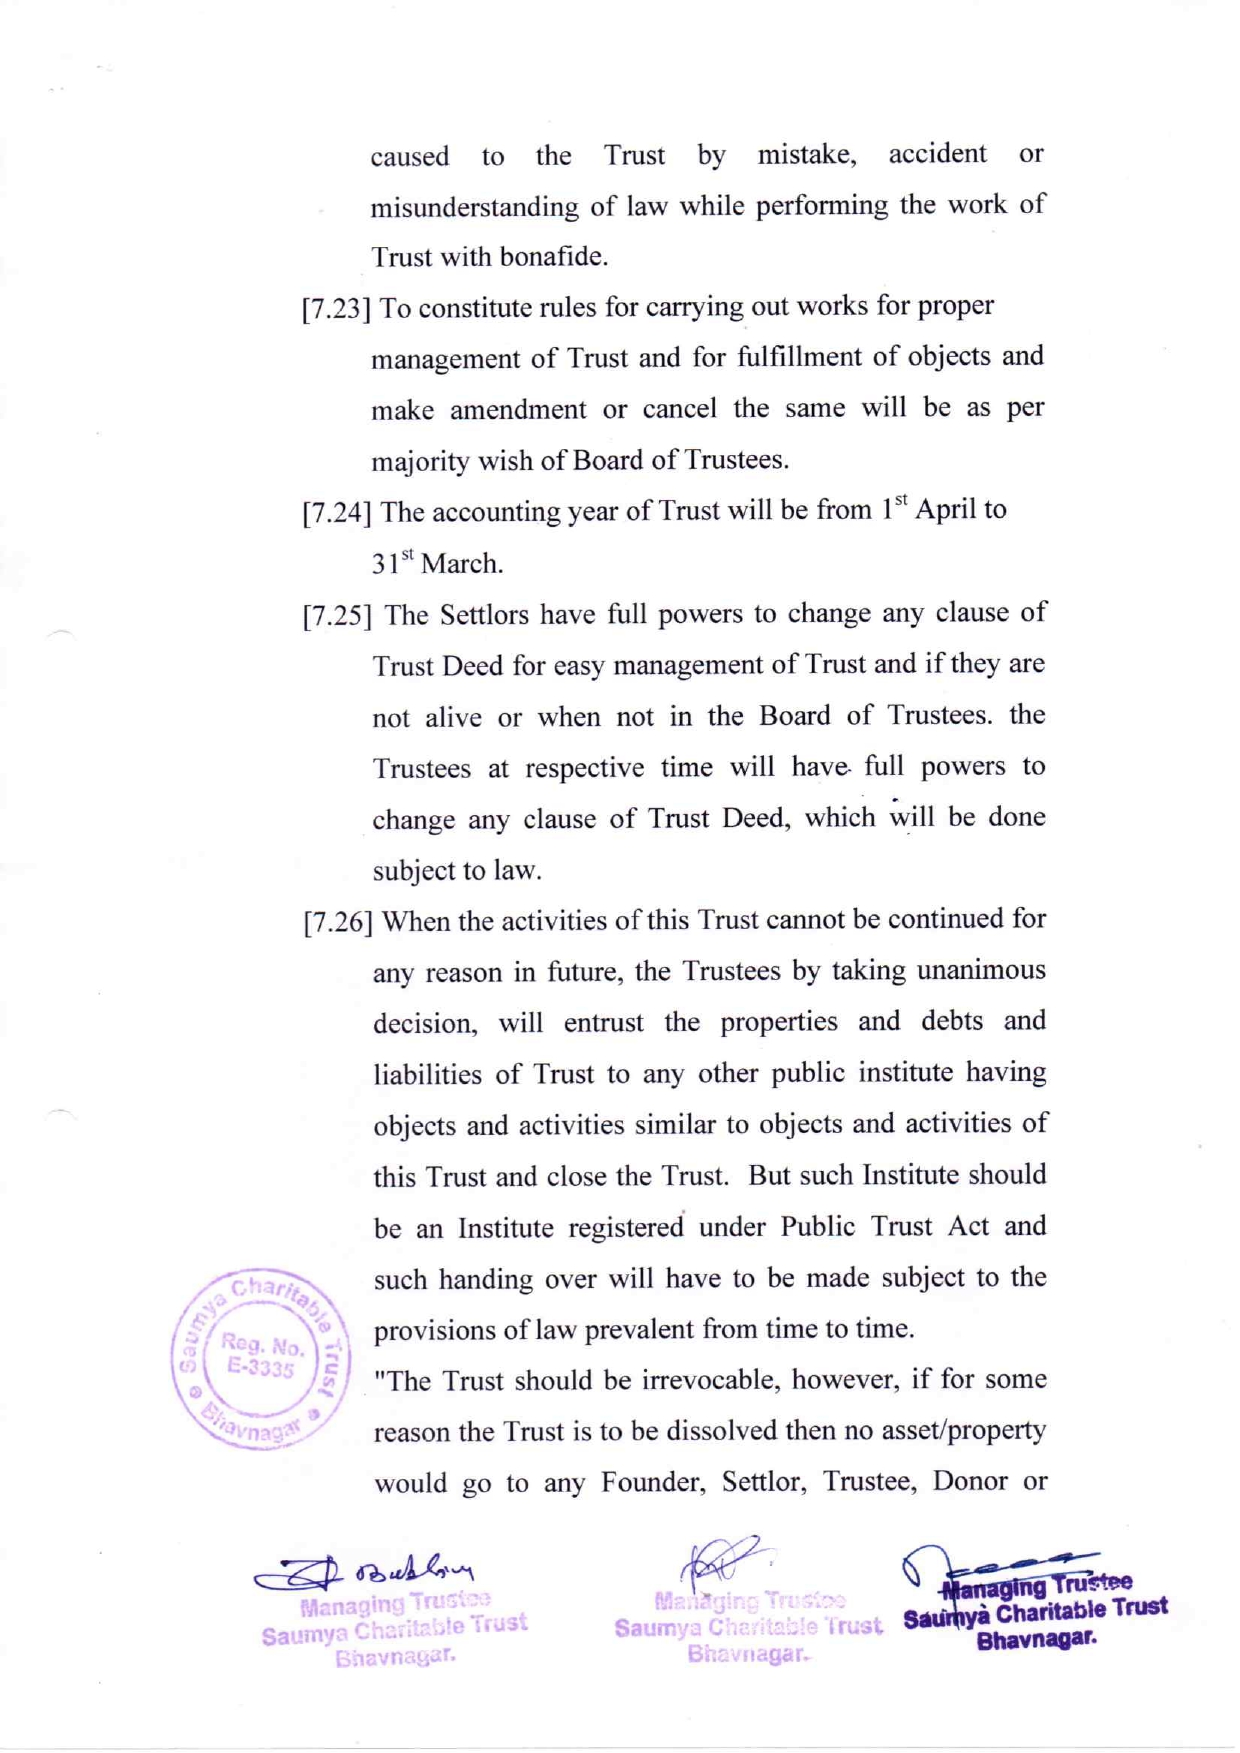 caused to the Trust by mistake, accident or
misunderstanding of law while performing the work of
Trust with bonafide.
[7.23] To constitute rules for carrying out works for proper
management of Trust and for fulfillment of objects and
make amendment or cancel the same will be as per
majority wish of Board of Trustees.
[7.24] The accounting year of Trust will be from 1st April to
31st March.
[7.25] The Settlors have full powers to change any clause of
Trust Deed for easy management of Trust and if they are
not alive or when not in the Board of Trustees. the
Trustees at respective time will have full powers to
change any clause of Trust Deed, which will be done
subject to law.
[7.26] When the activities of this Trust cannot be continued for
any reason in future, the Trustees by taking unanimous
decision, will entrust the properties and debts and
liabilities of Trust to any other public institute having
objects and activities similar to objects and activities of
this Trust and close the Trust. But such Institute should
be an Institute registered under Public Trust Act and
such handing over will have to be made subject to the
provisions of law prevalent from time to time.
"The Trust should be irrevocable, however, if for some
reason the Trust is to be dissolved then no asset/property
would go to any Founder, Settlor, Trustee, Donor or
Saumya Charitable Trust
Bhavnagar
Reg. No.
E-3335
Managing Trustee
Saumya Charitable Trust
Bhavnagar.
Managing Trustee
Saumya Charitable Trust
Bhavnagar.
Managing Trustee
Saumya Charitable Trust
Bhavnagar.